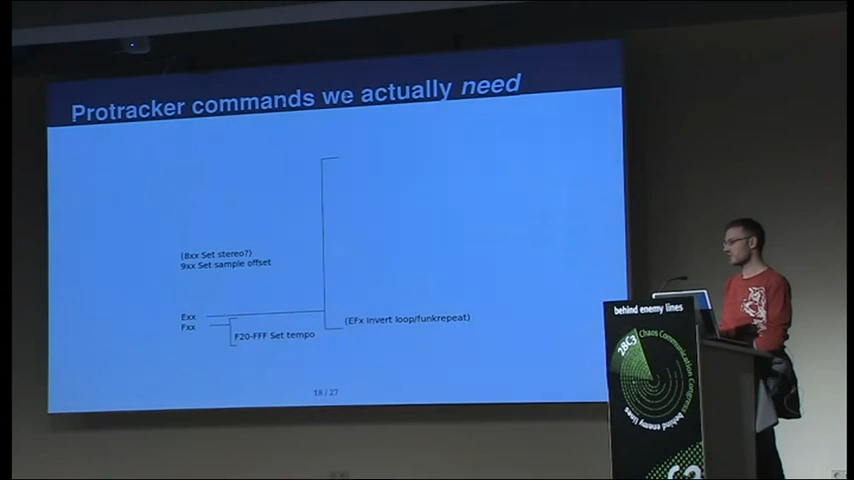 Protracker commands we actually need
(8xx Set stereo?)
9xx Set sample offset
Exx
Fxx
F20-FFF Set tempo
(EFx Invert loop/funkrepeat)
18 / 27
behind enemy lines
28C3
Chaos Communication Congress
behind enemy lines